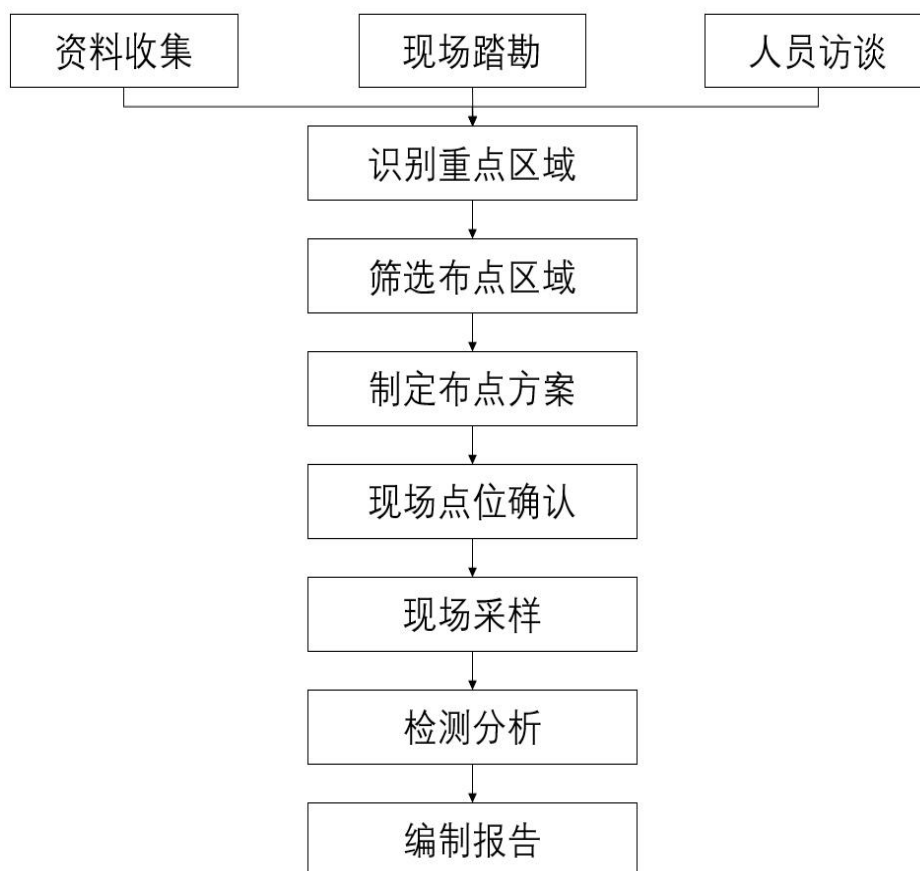 资料收集
现场踏勘
人员访谈
识别重点区域
筛选布点区域
制定布点方案
现场点位确认
现场采样
检测分析
编制报告